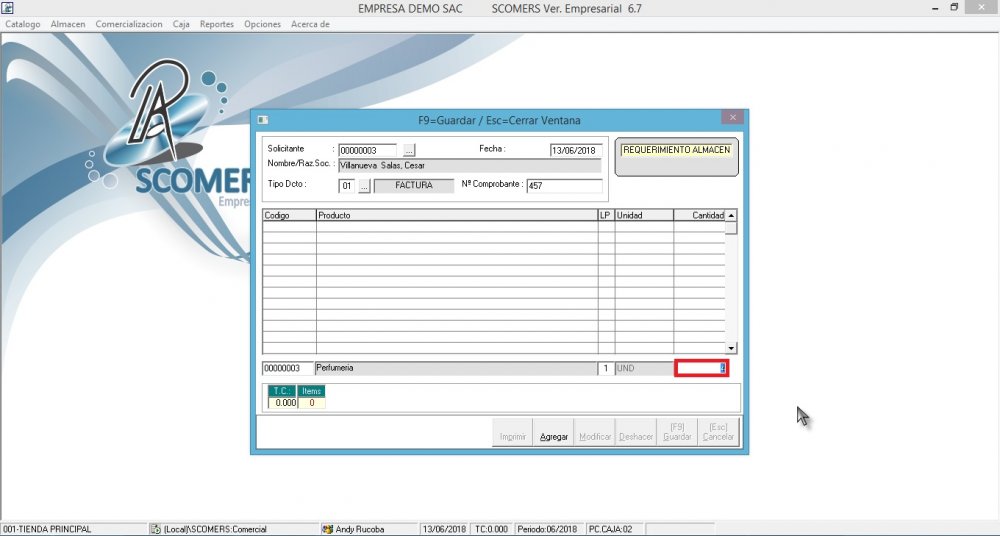 EMPRESA DEMO SAC SCOMERS Ver. Empresarial 6.7
Catalogo Almacen Comercializacion Caja Reportes Opciones Acerca de
F9=Guardar / Esc=Cerrar Ventana
Solicitante : 00000003 ... Fecha : 13/06/2018 REQUERIMIENTO ALMACEN
Nombre/Raz.Soc. : Villanueva Salas, Cesar
Tipo Dcto : 01 ... FACTURA Nº Comprobante : 457
SCOMER
Empre
Codigo Producto LP Unidad Cantidad
00000003 Perfumeria 1 UND
T.C.: Items
0.000 0
Imprimir Agregar Modificar Deshacer (F9) Guardar (Esc) Cancelar
001-TIENDA PRINCIPAL (Local)\SCOMERS:Comercial Andy Rucoba 13/06/2018 TC:0.000 Periodo:06/2018 PC.CAJA:02